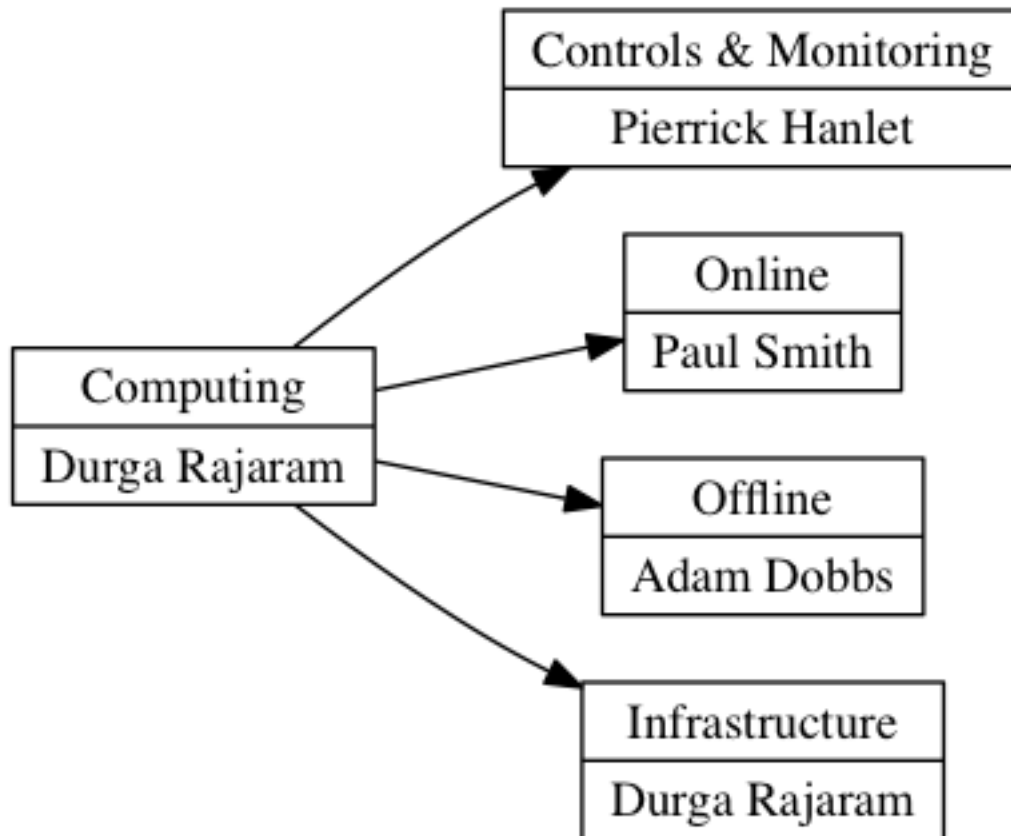 Controls & Monitoring
Pierrick Hanlet
Online
Paul Smith
Computing
Durga Rajaram
Offline
Adam Dobbs
Infrastructure
Durga Rajaram